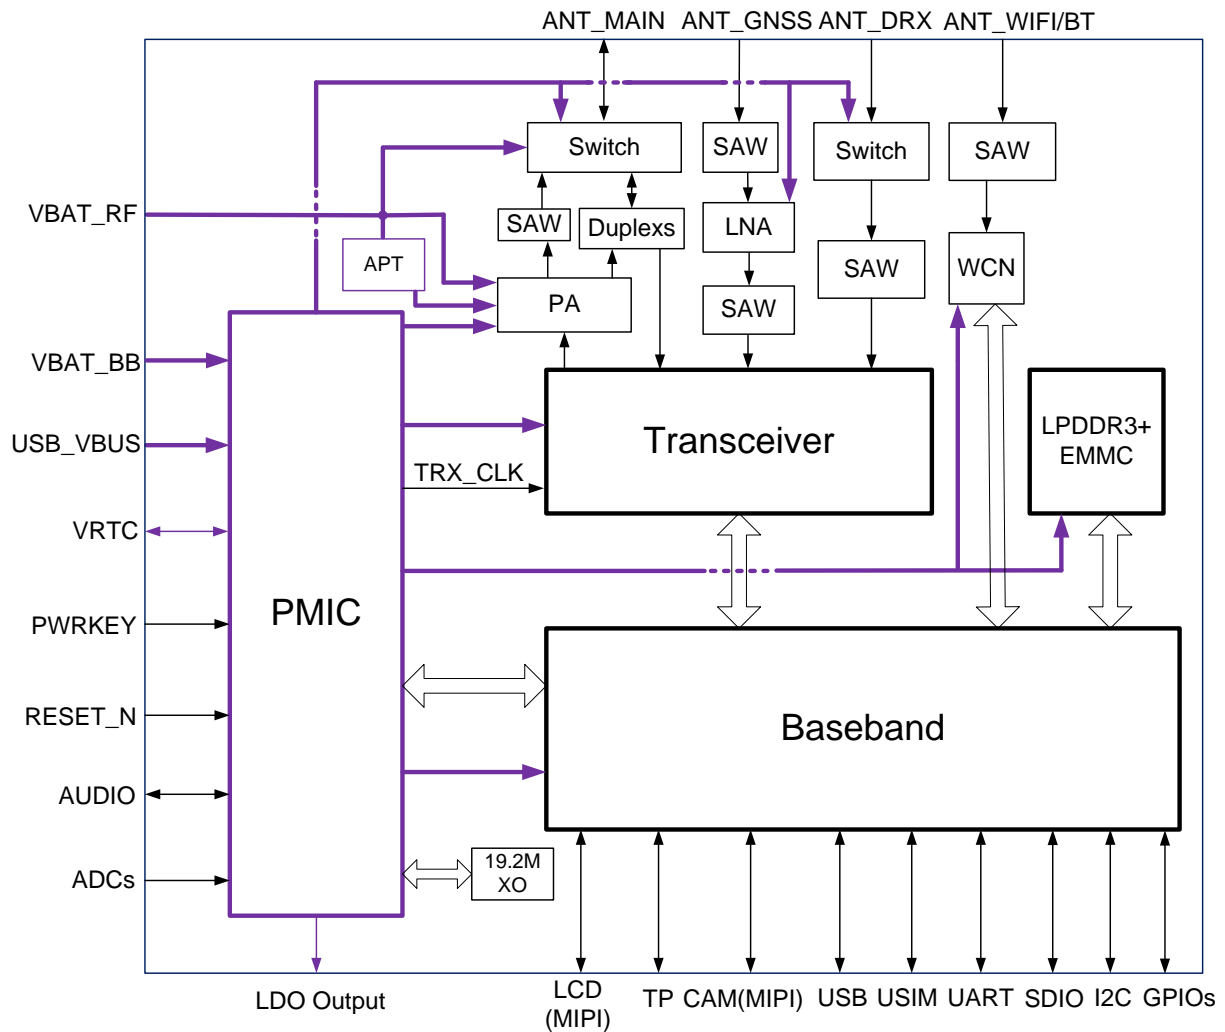 ANT_MAIN ANT_GNSS ANT_DRX ANT_WIFI/BT
Switch
SAW
Switch
SAW
VBAT_RF
SAW
Duplexs
LNA
APT
SAW
WCN
PA
SAW
VBAT_BB
USB_VBUS
Transceiver
LPDDR3+
EMMC
TRX_CLK
VRTC
PMIC
PWRKEY
RESET_N
Baseband
AUDIO
ADCs
19.2M
XO
LDO Output
LCD
(MIPI)
TP
CAM(MIPI)
USB
USIM
UART
SDIO
I2C
GPIOs